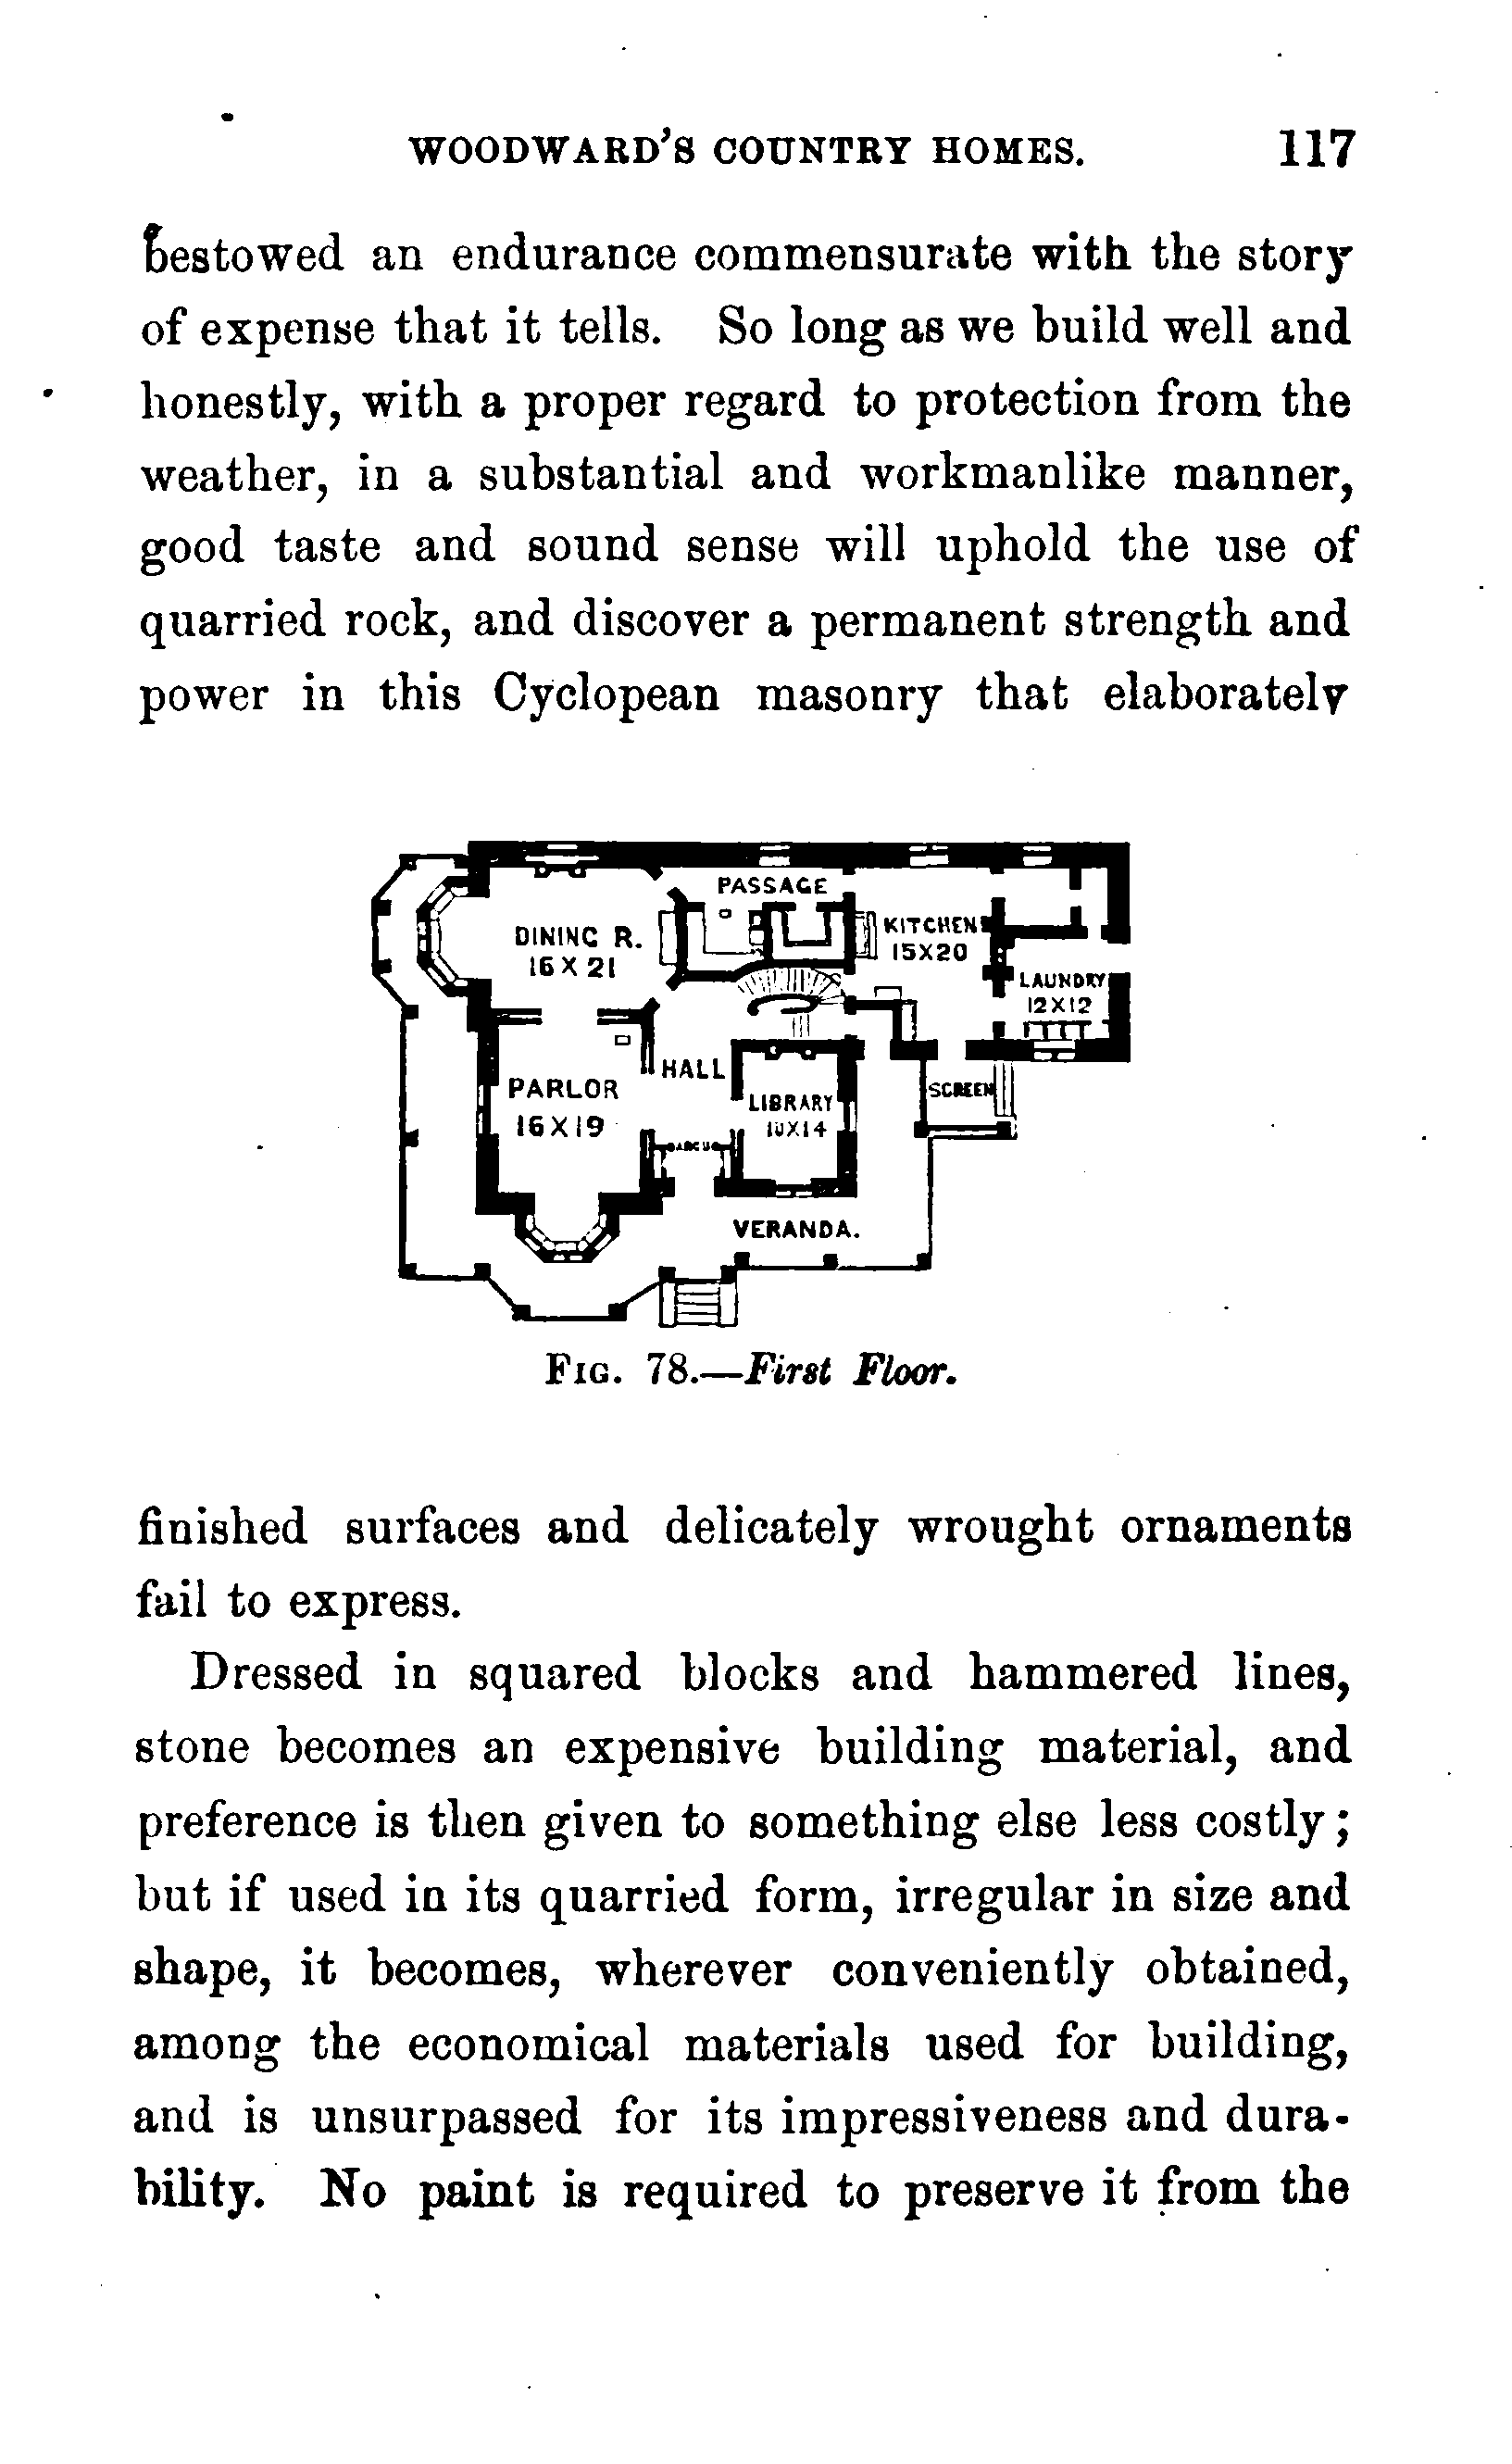 WOODWARD'S COUNTRY HOMES. 117
bestowed an endurance commensurate with the story
of expense that it tells. So long as we build well and
honestly, with a proper regard to protection from the
weather, in a substantial and workmanlike manner,
good taste and sound sense will uphold the use of
quarried rock, and discover a permanent strength and
power in this Cyclopean masonry that elaborately
PASSAGE
DINING R.
16 X 21
KITCHEN
15X20
LAUNDRY
12X12
HALL
PARLOR
16X19
LIBRARY
10X14
SCREEN
VERANDA.
FIG. 78.—First Floor.
finished surfaces and delicately wrought ornaments
fail to express.
Dressed in squared blocks and hammered lines,
stone becomes an expensive building material, and
preference is then given to something else less costly;
but if used in its quarried form, irregular in size and
shape, it becomes, wherever conveniently obtained,
among the economical materials used for building,
and is unsurpassed for its impressiveness and dura-
bility. No paint is required to preserve it from the